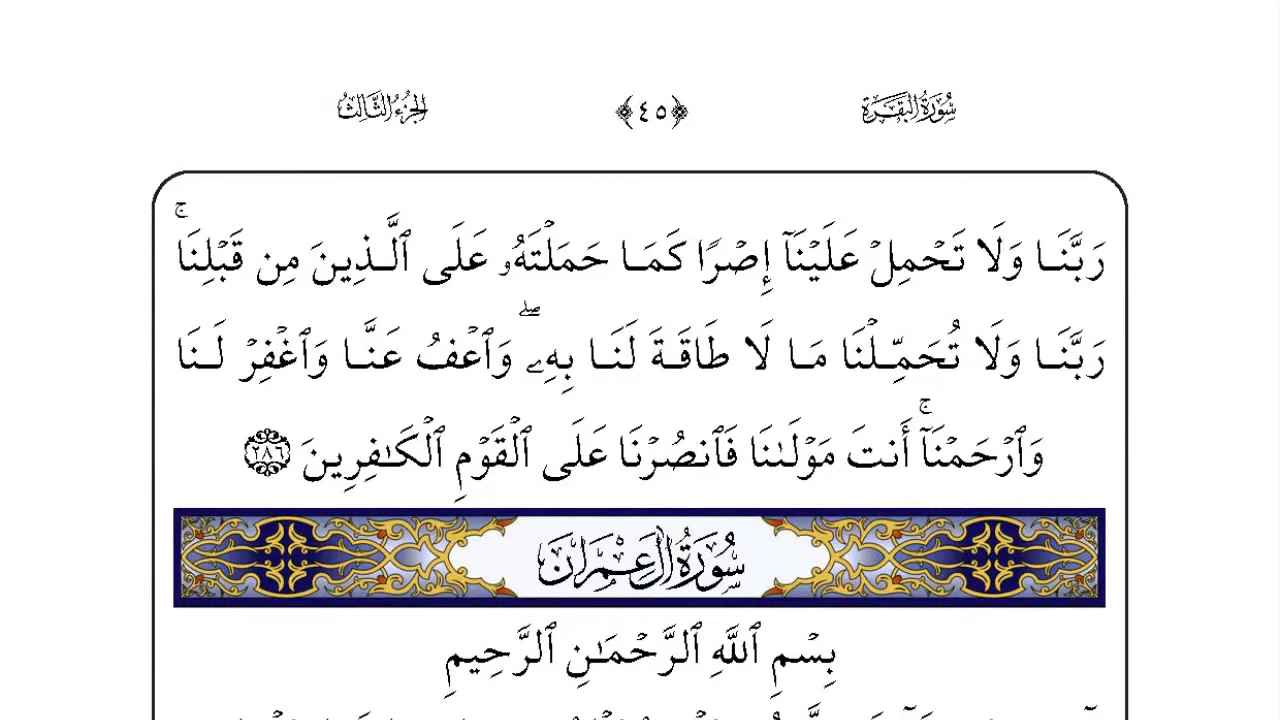 سُورَةُ البَقَرَة ﴿٤٥﴾ الجُزْءُ الثَّالِثُ
رَبَّنَا وَلَا تَحْمِلْ عَلَيْنَآ إِصْرًا كَمَا حَمَلْتَهُۥ عَلَى ٱلَّذِينَ مِن قَبْلِنَاۚ
رَبَّنَا وَلَا تُحَمِّلْنَا مَا لَا طَاقَةَ لَنَا بِهِۦۖ وَٱعْفُ عَنَّا وَٱغْفِرْ لَنَا
وَٱرْحَمْنَآۚ أَنتَ مَوْلَىٰنَا فَٱنصُرْنَا عَلَى ٱلْقَوْمِ ٱلْكَـٰفِرِينَ ٢٨٦
سُورَةُ آلِ عِمْرَانَ
بِسْمِ ٱللَّهِ ٱلرَّحْمَـٰنِ ٱلرَّحِيمِ